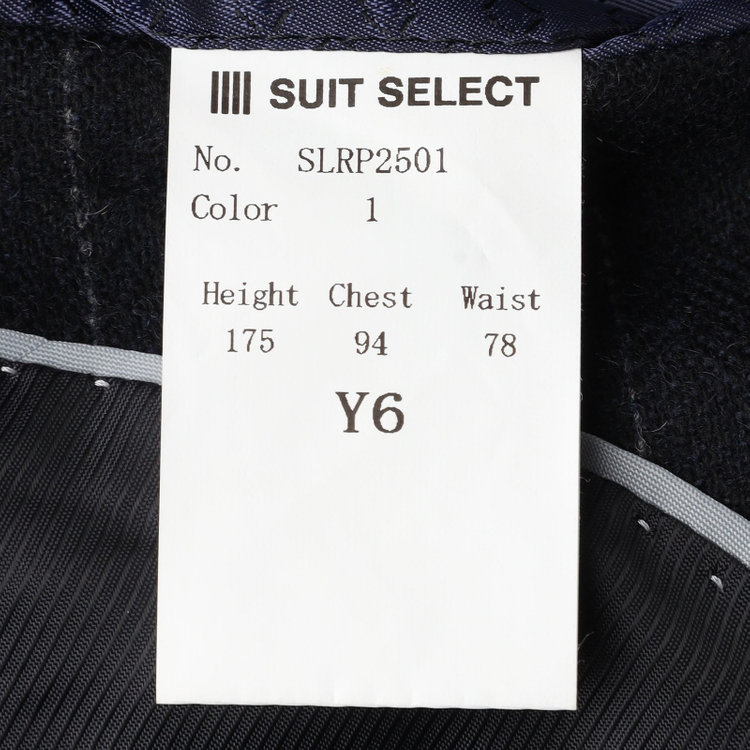 SUIT SELECT
No. SLRP2501
Color 1
Height Chest Waist
175 94 78
Y6